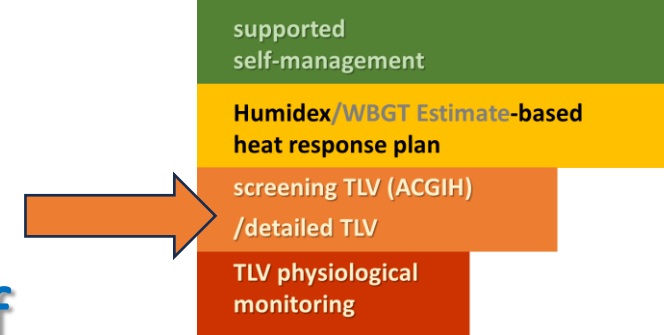 supported
self-management
Humidex/WBGT Estimate-based
heat response plan
screening TLV (ACGIH)
/detailed TLV
TLV physiological
monitoring
f